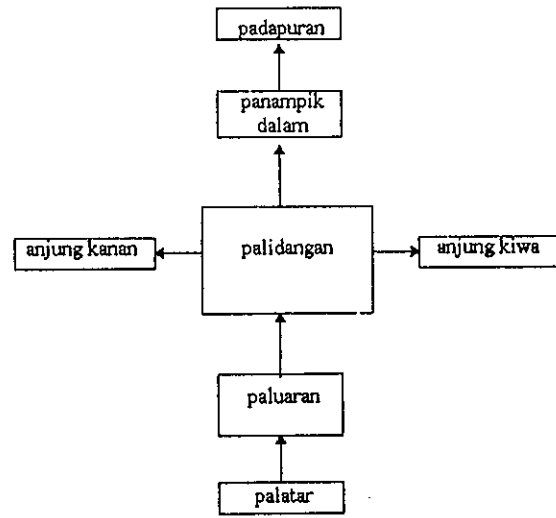 padapuran
panampik
dalam
anjung kanan
palidangan
anjung kiwa
paluaran
palatar